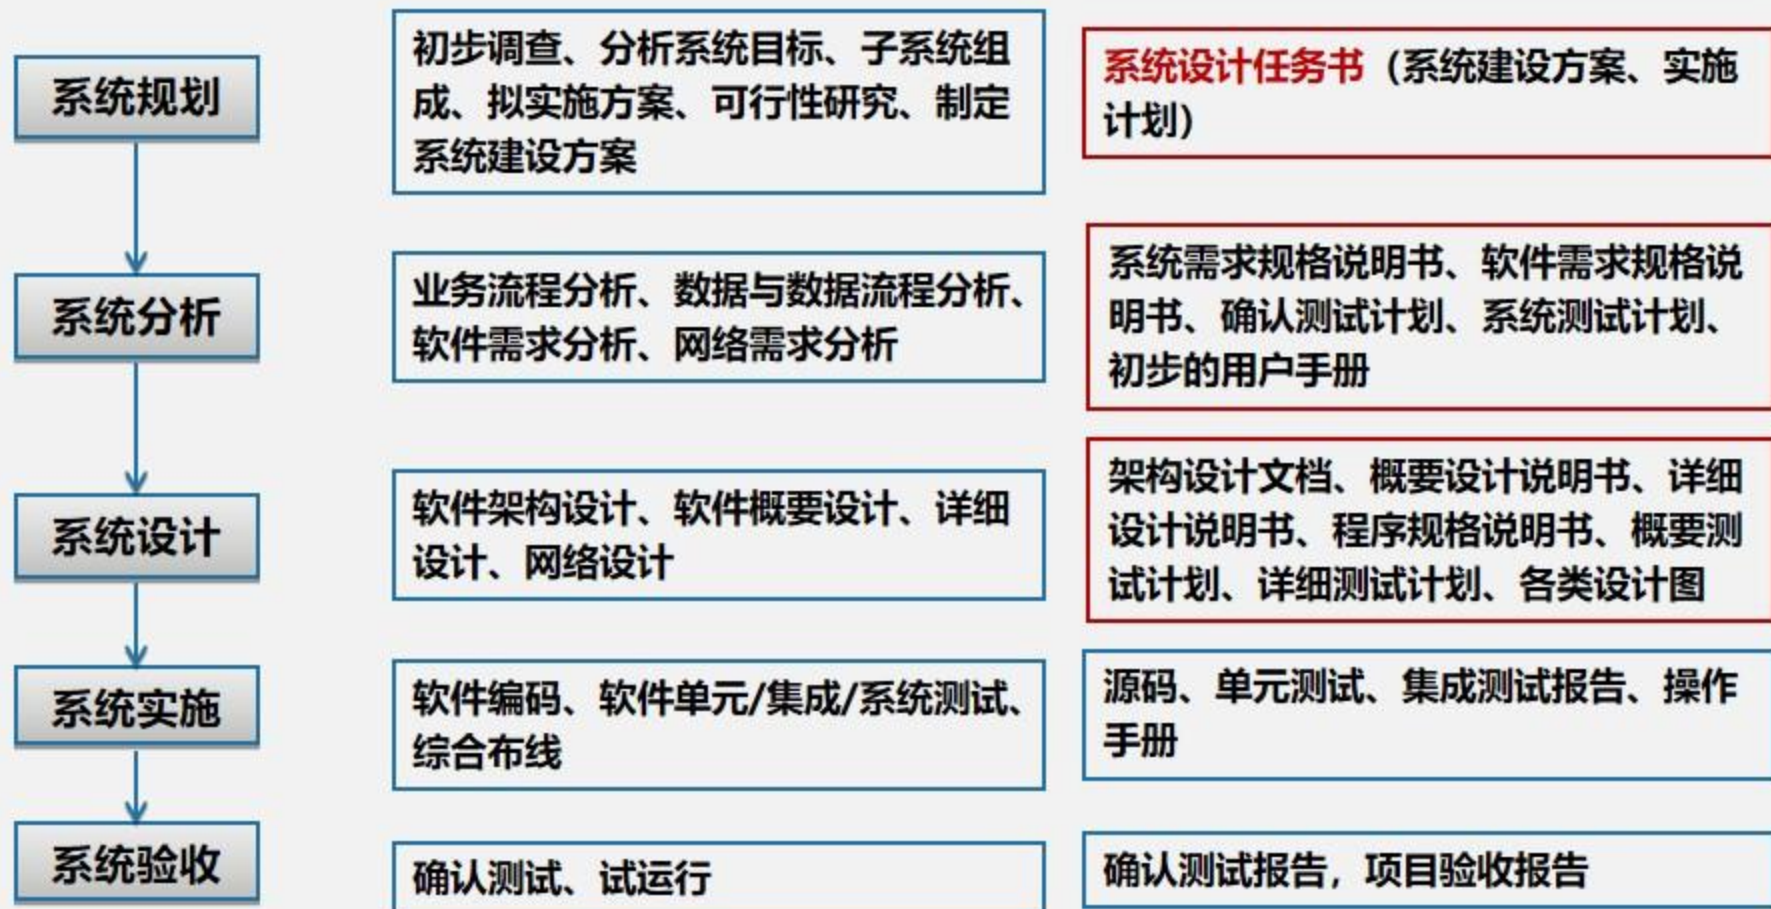 系统规划
初步调查、分析系统目标、子系统组
成、拟实施方案、可行性研究、制定
系统建设方案
系统设计任务书（系统建设方案、实施
计划）
系统分析
业务流程分析、数据与数据流程分析、
软件需求分析、网络需求分析
系统需求规格说明书、软件需求规格说
明书、确认测试计划、系统测试计划、
初步的用户手册
系统设计
软件架构设计、软件概要设计、详细
设计、网络设计
架构设计文档、概要设计说明书、详细
设计说明书、程序规格说明书、概要测
试计划、详细测试计划、各类设计图
系统实施
软件编码、软件单元/集成/系统测试、
综合布线
源码、单元测试、集成测试报告、操作
手册
系统验收
确认测试、试运行
确认测试报告，项目验收报告